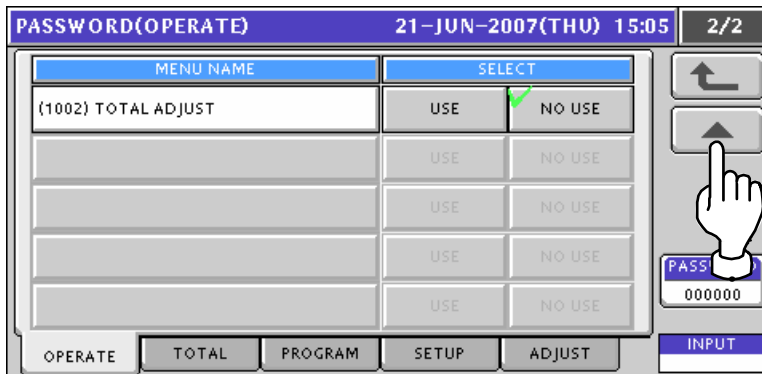 PASSWORD(OPERATE) 21-JUN-2007(THU) 15:05 2/2
MENU NAME SELECT
(1002) TOTAL ADJUST USE NO USE
USE NO USE
USE NO USE
USE NO USE
USE NO USE
000000
INPUT
OPERATE TOTAL PROGRAM SETUP ADJUST